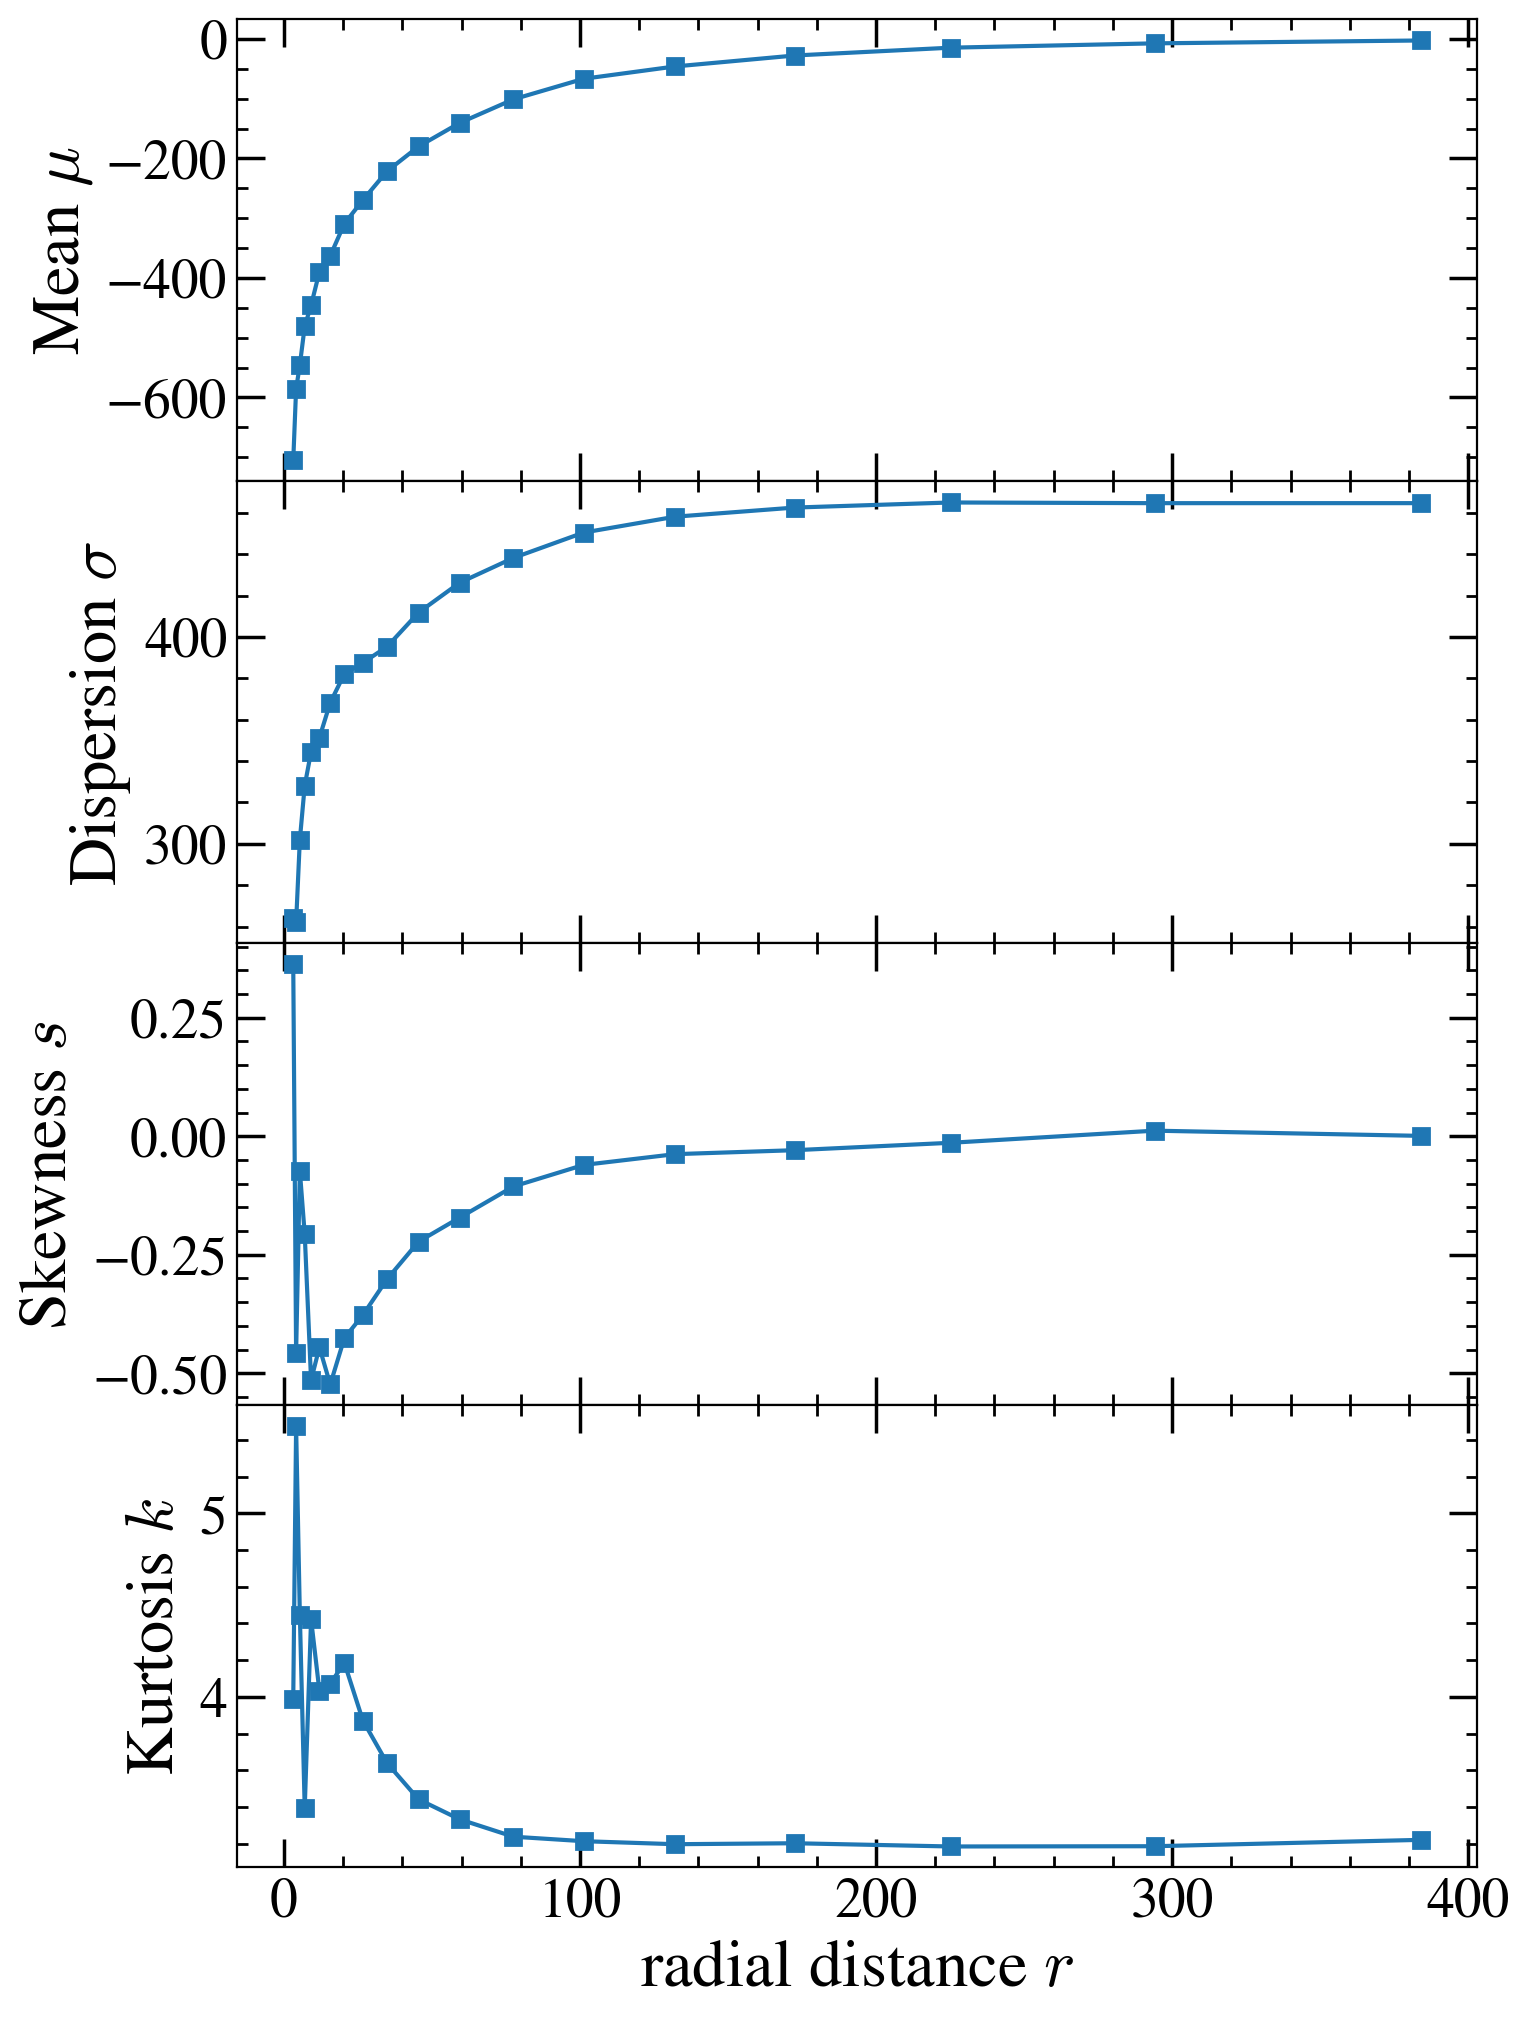 Mean μ
0
−200
−400
−600
Dispersion σ
400
300
Skewness s
0.25
0.00
−0.25
−0.50
Kurtosis k
5
4
0 100 200 300 400
radial distance r